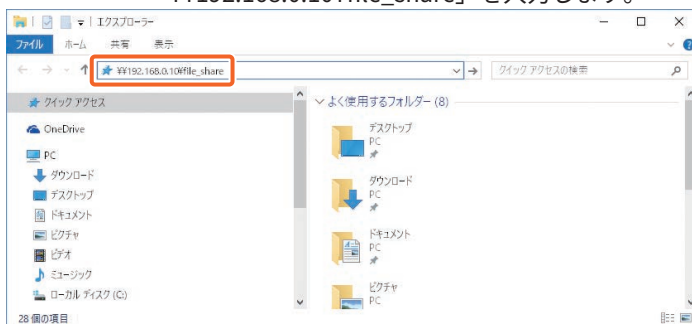 ¥¥192.168.0.10¥file_share」を入力します。
エクスプローラー
ファイル ホーム 共有 表示
¥¥192.168.0.10¥file_share
クイック アクセスの検索
クイック アクセス
OneDrive
PC
ダウンロード
デスクトップ
ドキュメント
ピクチャ
ビデオ
ミュージック
ローカル ディスク (C:)
よく使用するフォルダー (8)
デスクトップ
PC
ダウンロード
PC
ドキュメント
PC
ピクチャ
PC
28 個の項目